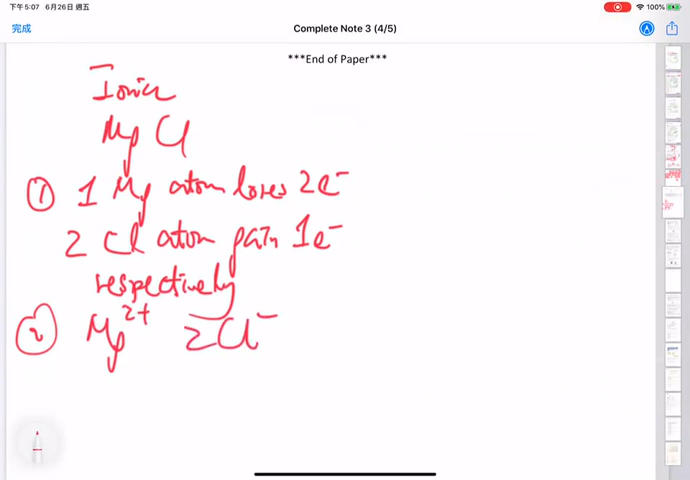 下午5:07 6月26日 週五
100%
完成
Complete Note 3 (4/5)
***End of Paper***
Ionic
Mg Cl
① 1 Mg atom loses 2e⁻
2 Cl atom gain 1e⁻
respectively
② Mg²⁺ 2Cl⁻